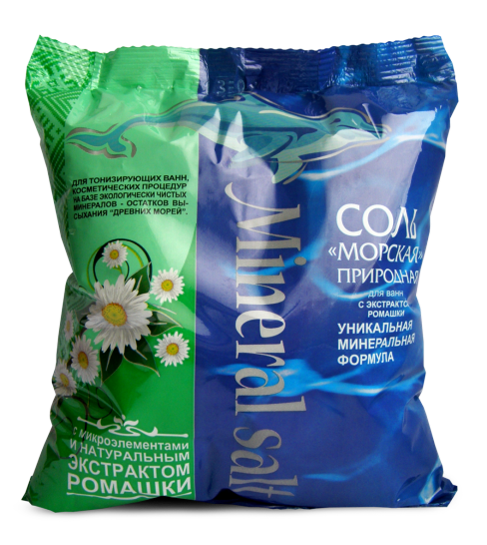 ДЛЯ ТОНИЗИРУЮЩИХ ВАНН,
КОСМЕТИЧЕСКИХ ПРОЦЕДУР
НА БАЗЕ ЭКОЛОГИЧЕСКИ ЧИСТЫХ
МИНЕРАЛОВ - ОСТАТКОВ ВЫ-
СЫХАНИЯ "ДРЕВНИХ МОРЕЙ".
С МИКРОЭЛЕМЕНТАМИ
И НАТУРАЛЬНЫМ
ЭКСТРАКТОМ
РОМАШКИ
Mineral salt
СОЛЬ
«МОРСКАЯ»
ПРИРОДНАЯ
для ванн
С ЭКСТРАКТОМ
РОМАШКИ
УНИКАЛЬНАЯ
МИНЕРАЛЬНАЯ
ФОРМУЛА